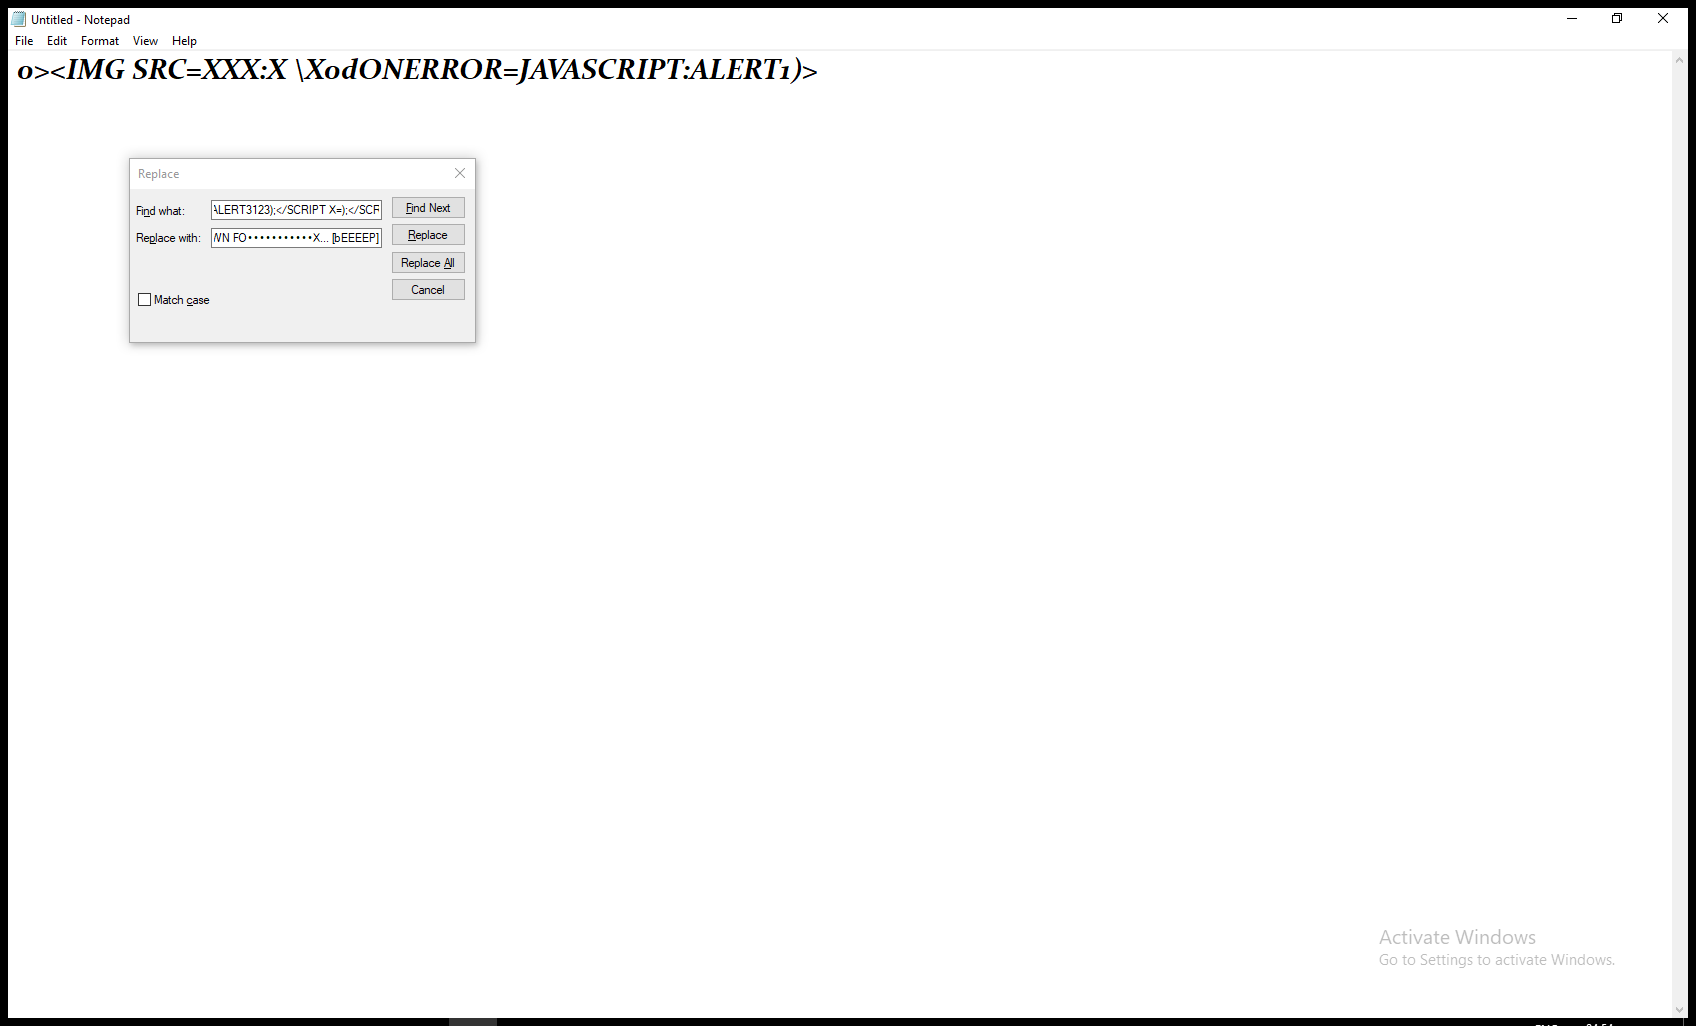 Untitled - Notepad
File Edit Format View Help
o><IMG SRC=XXX:X \XodONERROR=JAVASCRIPT:ALERT1)>
Replace
Find what: ALERT3123);</SCRIPT X=);</SCR Find Next
Replace with: WN FO•••••••••••X... [bEEEEP] Replace
Replace All
Cancel
Match case
Activate Windows
Go to Settings to activate Windows.